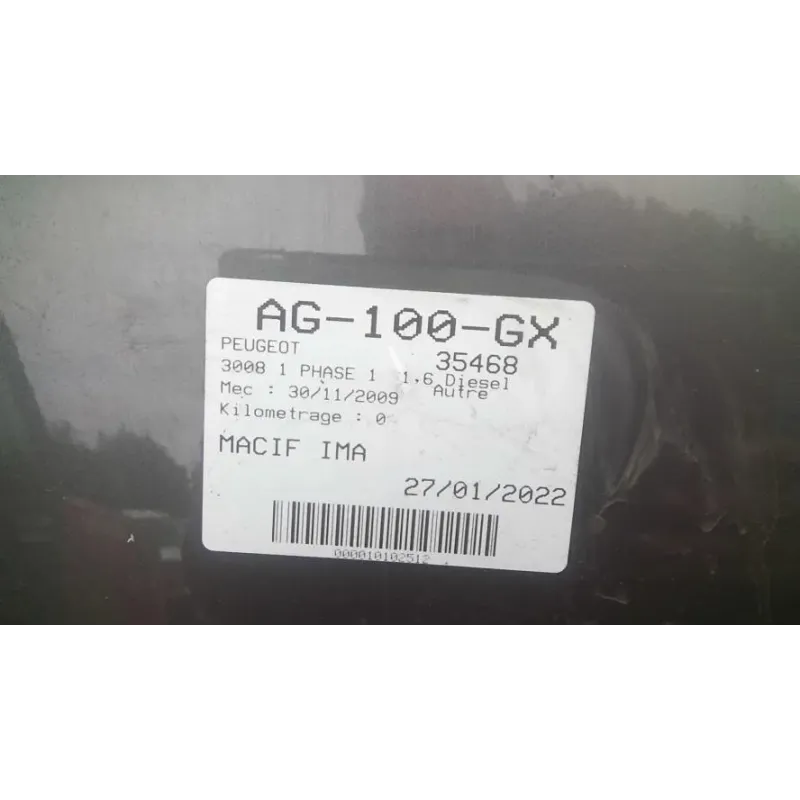 AG-100-GX
PEUGEOT 35468
3008 1 PHASE 1 1.6 Diesel
Mec : 30/11/2009 Autre
Kilometrage : 0
MACIF IMA
27/01/2022
000010102512